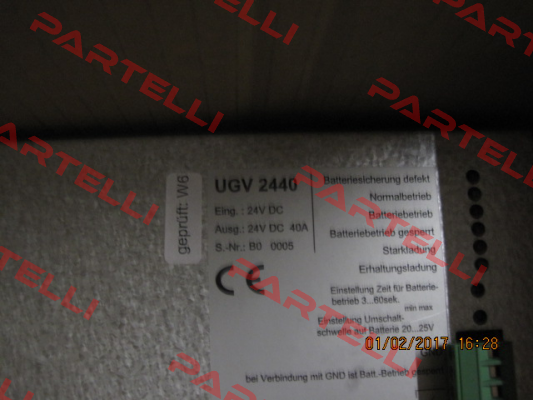 PARTELLI
PARTELLI
PARTELLI
PARTELLI
PARTELLI
PARTELLI
geprüft: W6
UGV 2440
Eing.: 24V DC
Ausg.: 24V DC 40A
S.-Nr.: B0 0005
CE
Batteriesicherung defekt
Normalbetrieb
Batteriebetrieb
Batteriebetrieb gesperrt
Starkladung
Erhaltungsladung
Einstellung Zeit für Batterie-
betrieb 3...60sek.
min max
Einstellung Umschalt-
schwelle auf Batterie 20...25V
bei Verbindung mit GND ist Batt.-Betrieb
01/02/2017 16:28